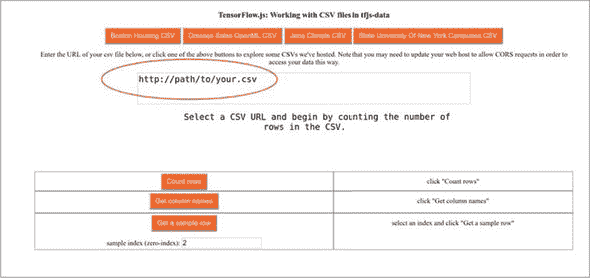 TensorFlow.js: Working with CSV files in tfjs-data
Boston Housing CSV
Dresses Sales OpenML CSV
Jena Climate CSV
State University Of New York Campuses CSV
Enter the URL of your csv file below, or click one of the above buttons to explore some CSVs we've hosted. Note that you may need to update your web host to allow CORS requests in order to
access your data this way.
http://path/to/your.csv
Select a CSV URL and begin by counting the number of
rows in the CSV.
Count rows
click "Count rows"
Get column names
click "Get column names"
Get a sample row
select an index and click "Get a sample row"
sample index (zero-index): 2